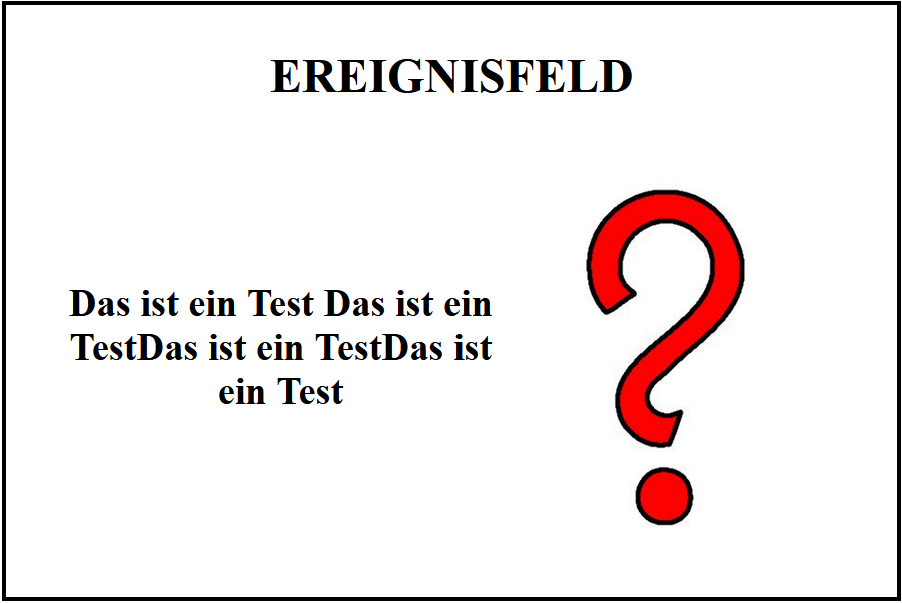 EREIGNISFELD
Das ist ein Test Das ist ein
TestDas ist ein TestDas ist
ein Test
?